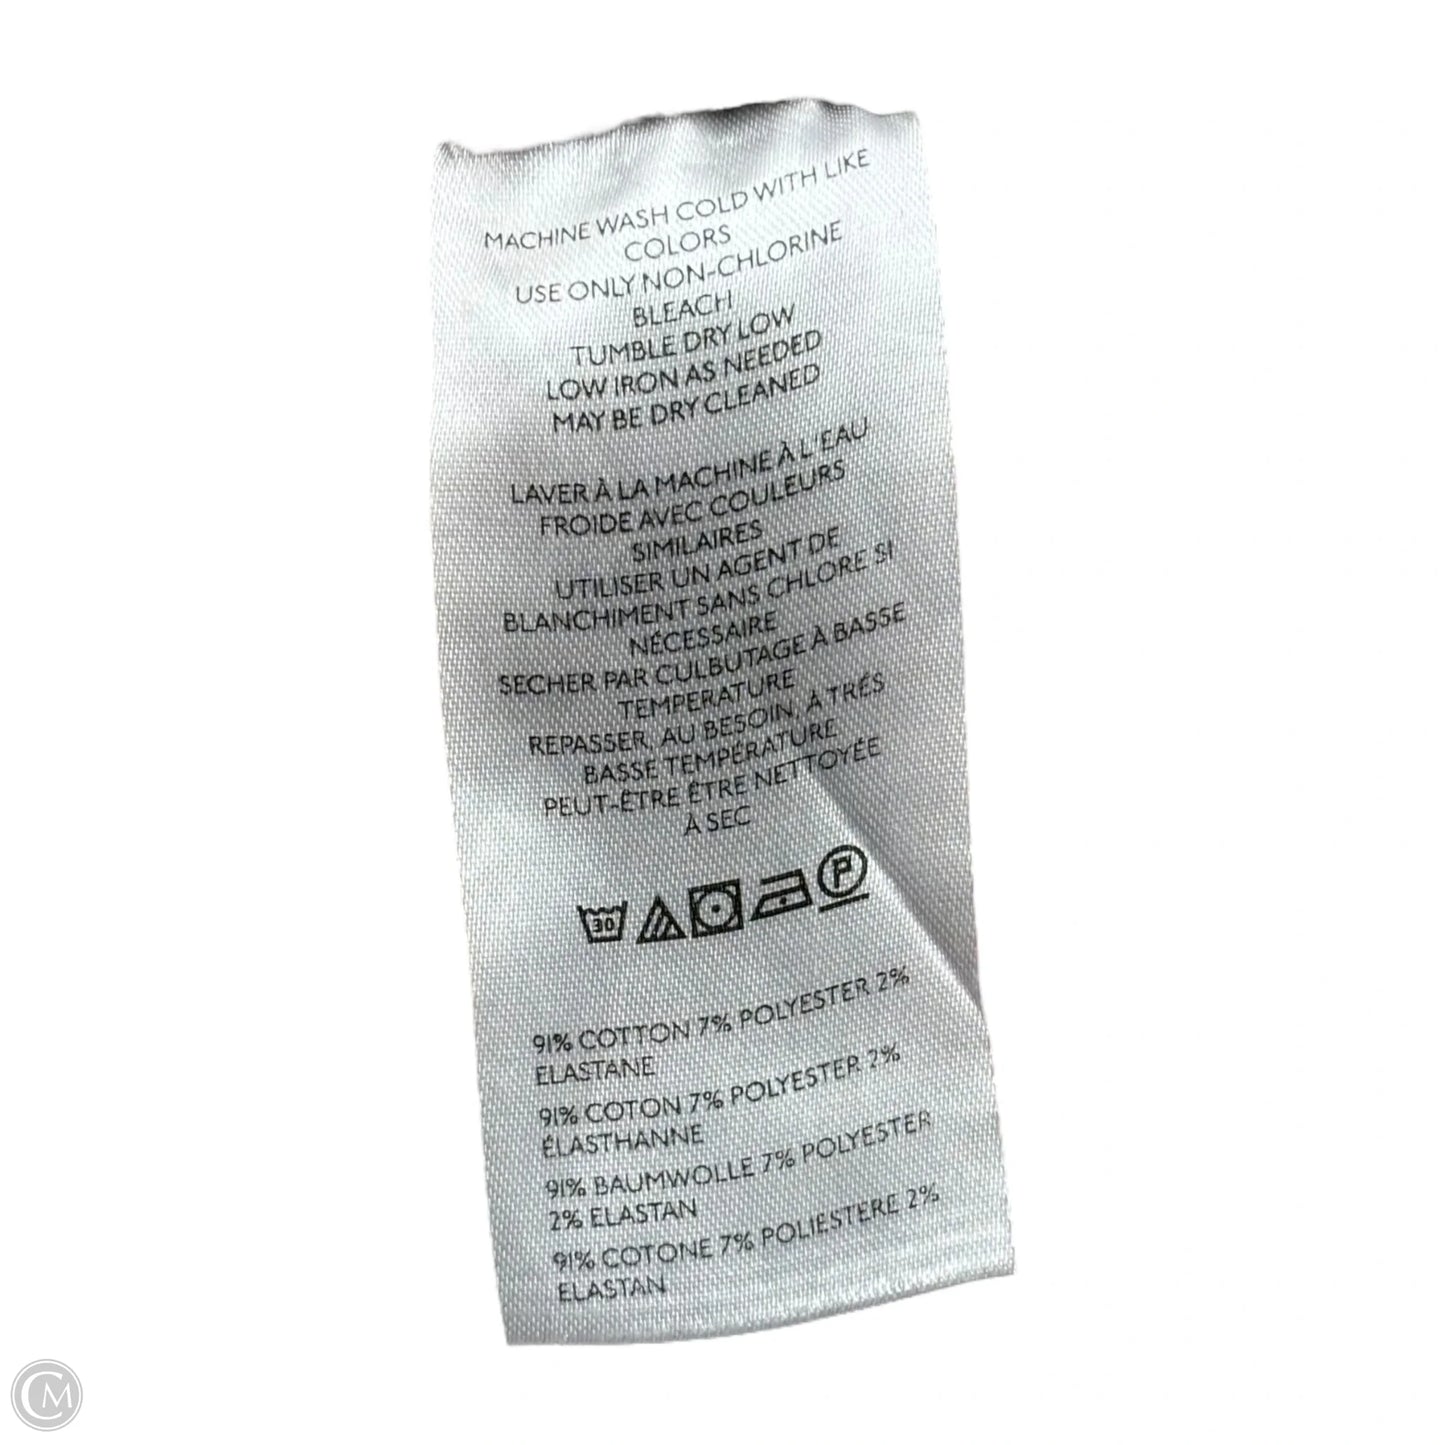 MACHINE WASH COLD WITH LIKE
COLORS
USE ONLY NON-CHLORINE
BLEACH
TUMBLE DRY LOW
LOW IRON AS NEEDED
MAY BE DRY CLEANED
LAVER À LA MACHINE À L'EAU
FROIDE AVEC COULEURS
SIMILAIRES
UTILISER UN AGENT DE
BLANCHIMENT SANS CHLORE SI
NÉCESSAIRE
SECHER PAR CULBUTAGE À BASSE
TEMPERATURE
REPASSER, AU BESOIN, À TRÉS
BASSE TEMPÉRATURE
PEUT-ÊTRE ÊTRE NETTOYÉE
À SEC
30 P
91% COTTON 7% POLYESTER 2%
ELASTANE
91% COTON 7% POLYESTER 2%
ÉLASTHANNE
91% BAUMWOLLE 7% POLYESTER
2% ELASTAN
91% COTONE 7% POLIESTERE 2%
ELASTAN
CM